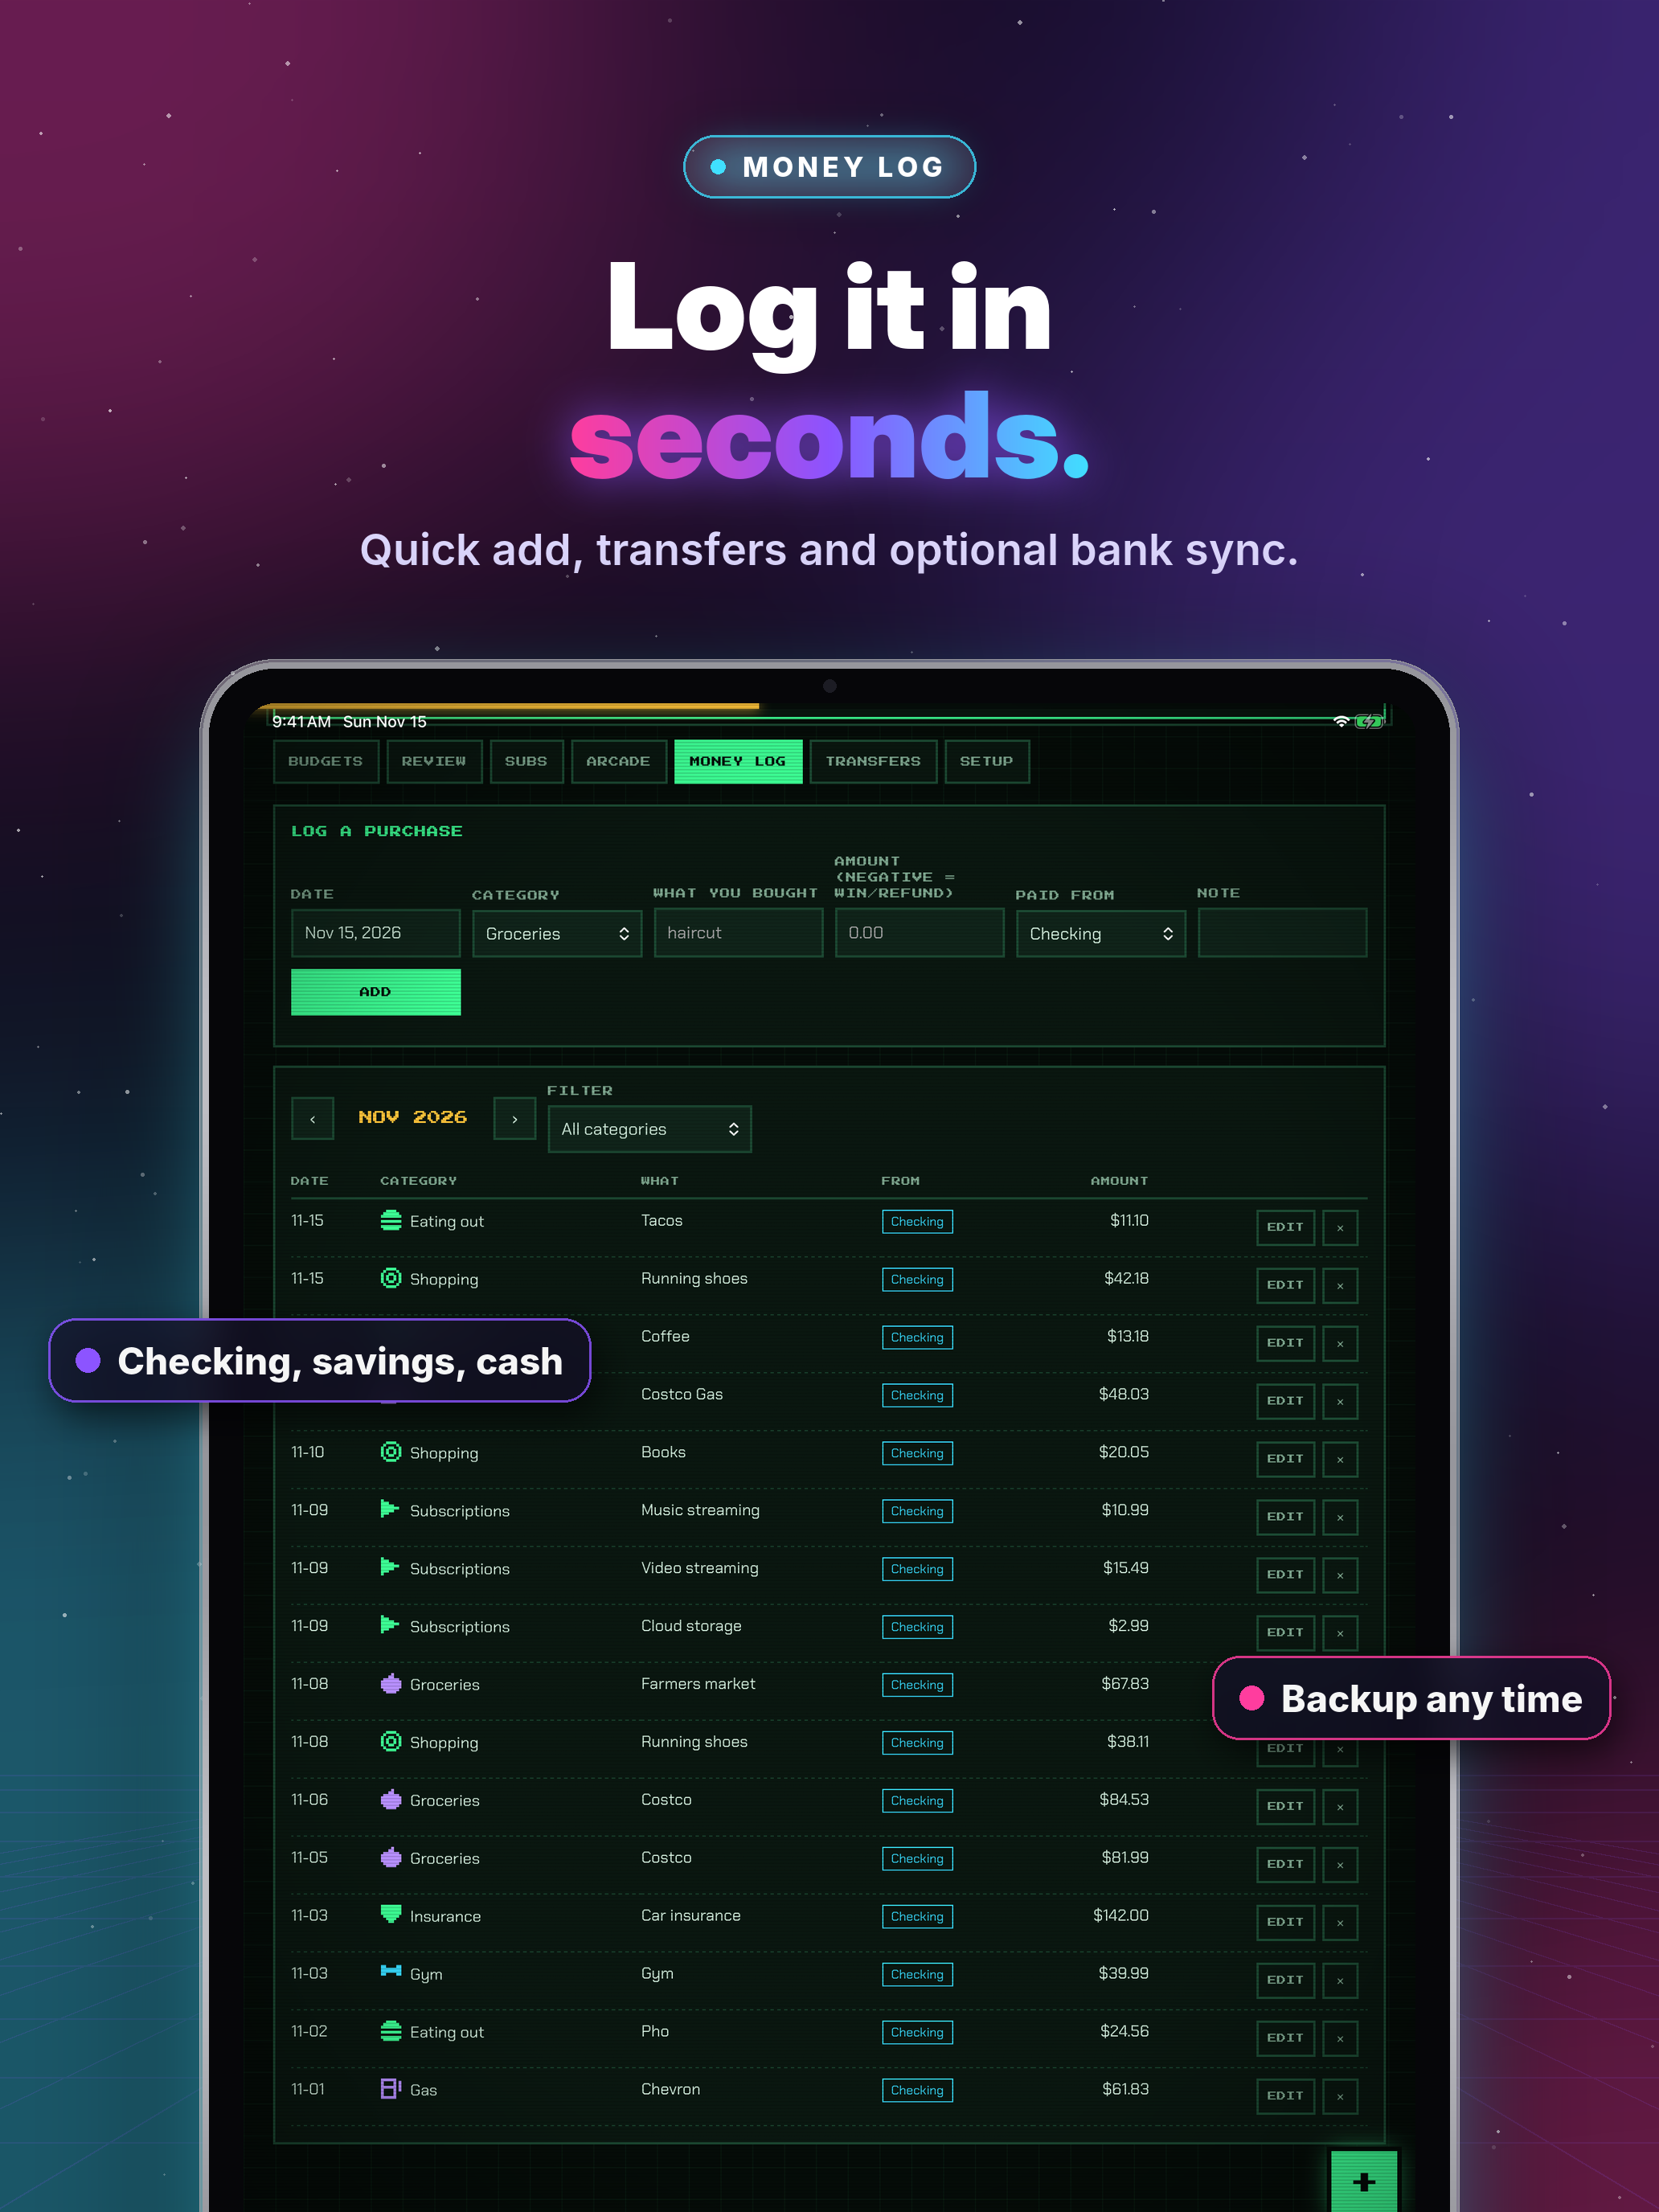 MONEY LOG
Log it in
seconds.
Quick add, transfers and optional bank sync.
9:41 AM Sun Nov 15
BUDGETS REVIEW SUBS ARCADE MONEY LOG TRANSFERS SETUP
LOG A PURCHASE
DATE CATEGORY WHAT YOU BOUGHT AMOUNT (NEGATIVE = WIN/REFUND) PAID FROM NOTE
Nov 15, 2026 Groceries haircut 0.00 Checking
ADD
FILTER
‹ NOV 2026 › All categories
DATE CATEGORY WHAT FROM AMOUNT
11-15 Eating out Tacos Checking $11.10 EDIT ×
11-15 Shopping Running shoes Checking $42.18 EDIT ×
Coffee Checking $13.18 EDIT ×
Checking, savings, cash
Costco Gas Checking $48.03 EDIT ×
11-10 Shopping Books Checking $20.05 EDIT ×
11-09 Subscriptions Music streaming Checking $10.99 EDIT ×
11-09 Subscriptions Video streaming Checking $15.49 EDIT ×
11-09 Subscriptions Cloud storage Checking $2.99 EDIT ×
11-08 Groceries Farmers market Checking $67.83
Backup any time
11-08 Shopping Running shoes Checking $38.11 EDIT ×
11-06 Groceries Costco Checking $84.53 EDIT ×
11-05 Groceries Costco Checking $81.99 EDIT ×
11-03 Insurance Car insurance Checking $142.00 EDIT ×
11-03 Gym Gym Checking $39.99 EDIT ×
11-02 Eating out Pho Checking $24.56 EDIT ×
11-01 Gas Chevron Checking $61.83 EDIT ×
+